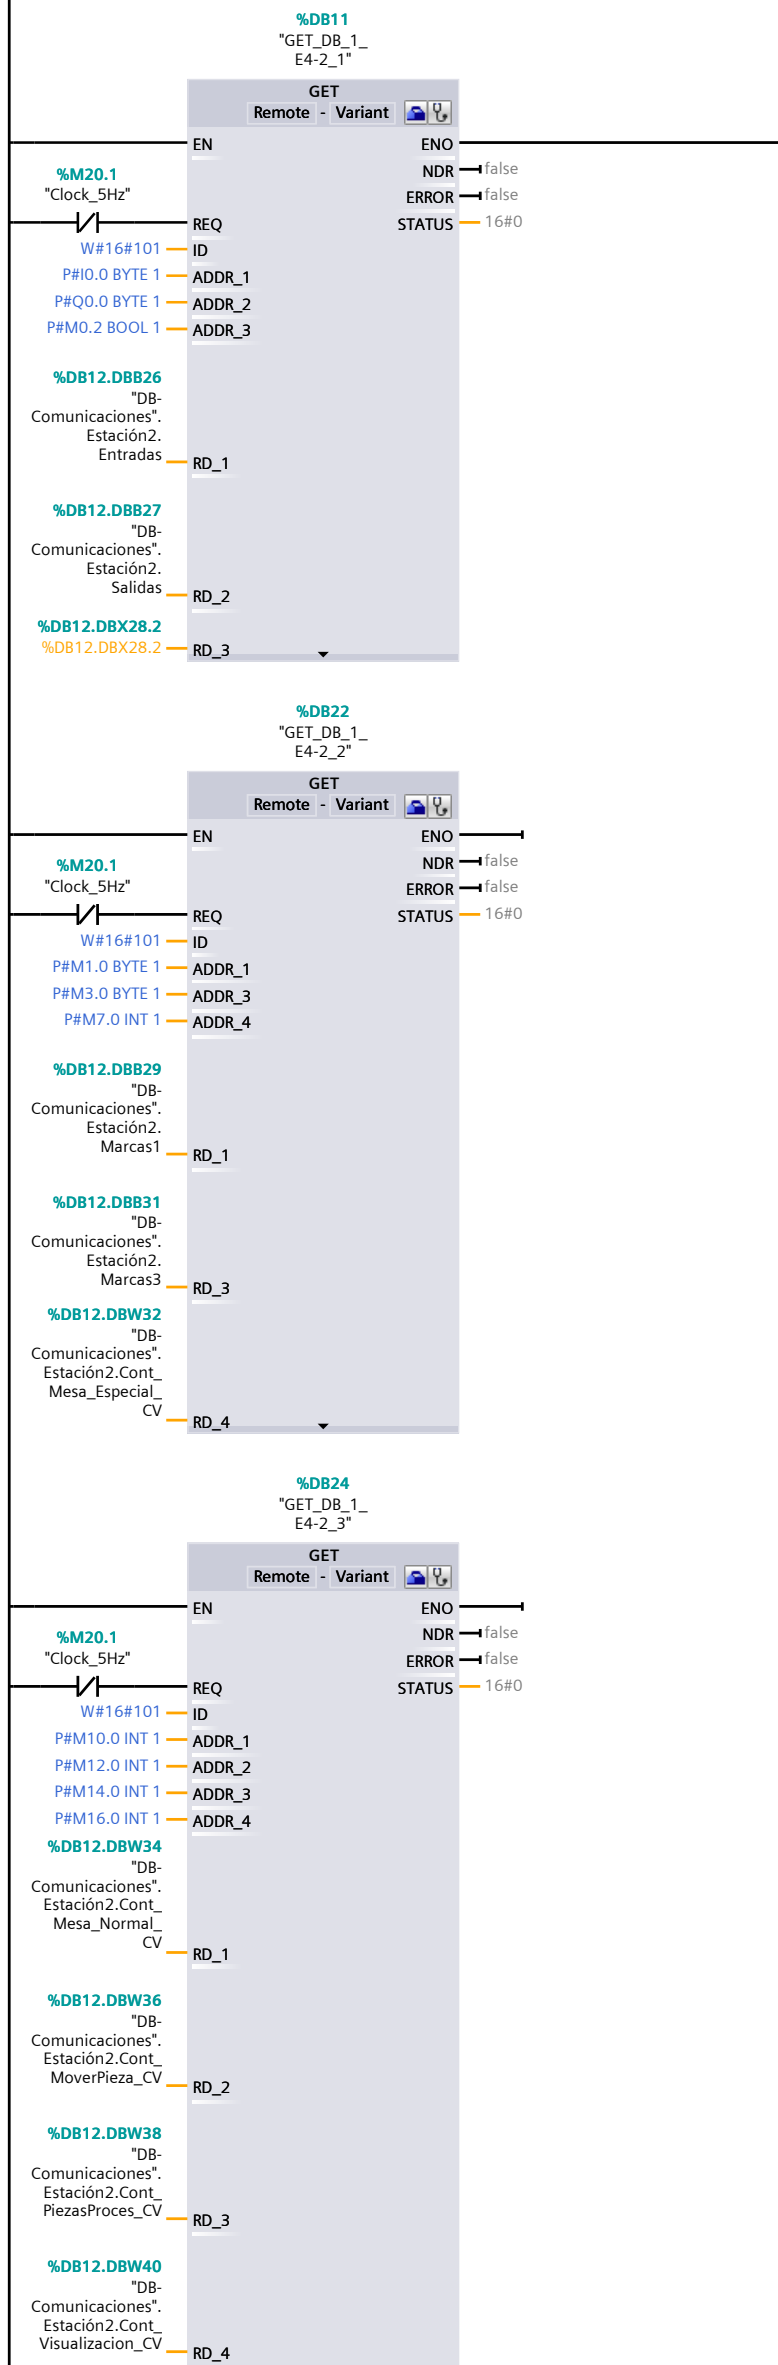 %DB11
"GET_DB_1_
E4-2_1"
GET
Remote - Variant
EN ENO
NDR false
%M20.1
"Clock_5Hz"
ERROR false
REQ STATUS 16#0
W#16#101 ID
P#I0.0 BYTE 1 ADDR_1
P#Q0.0 BYTE 1 ADDR_2
P#M0.2 BOOL 1 ADDR_3
%DB12.DBB26
"DB-
Comunicaciones".
Estación2.
Entradas RD_1
%DB12.DBB27
"DB-
Comunicaciones".
Estación2.
Salidas RD_2
%DB12.DBX28.2
%DB12.DBX28.2 RD_3
%DB22
"GET_DB_1_
E4-2_2"
GET
Remote - Variant
EN ENO
NDR false
%M20.1
"Clock_5Hz"
ERROR false
REQ STATUS 16#0
W#16#101 ID
P#M1.0 BYTE 1 ADDR_1
P#M3.0 BYTE 1 ADDR_3
P#M7.0 INT 1 ADDR_4
%DB12.DBB29
"DB-
Comunicaciones".
Estación2.
Marcas1 RD_1
%DB12.DBB31
"DB-
Comunicaciones".
Estación2.
Marcas3 RD_3
%DB12.DBW32
"DB-
Comunicaciones".
Estación2.Cont_
Mesa_Especial_
CV RD_4
%DB24
"GET_DB_1_
E4-2_3"
GET
Remote - Variant
EN ENO
NDR false
%M20.1
"Clock_5Hz"
ERROR false
REQ STATUS 16#0
W#16#101 ID
P#M10.0 INT 1 ADDR_1
P#M12.0 INT 1 ADDR_2
P#M14.0 INT 1 ADDR_3
P#M16.0 INT 1 ADDR_4
%DB12.DBW34
"DB-
Comunicaciones".
Estación2.Cont_
Mesa_Normal_
CV RD_1
%DB12.DBW36
"DB-
Comunicaciones".
Estación2.Cont_
MoverPieza_CV RD_2
%DB12.DBW38
"DB-
Comunicaciones".
Estación2.Cont_
PiezasProces_CV RD_3
%DB12.DBW40
"DB-
Comunicaciones".
Estación2.Cont_
Visualizacion_CV RD_4